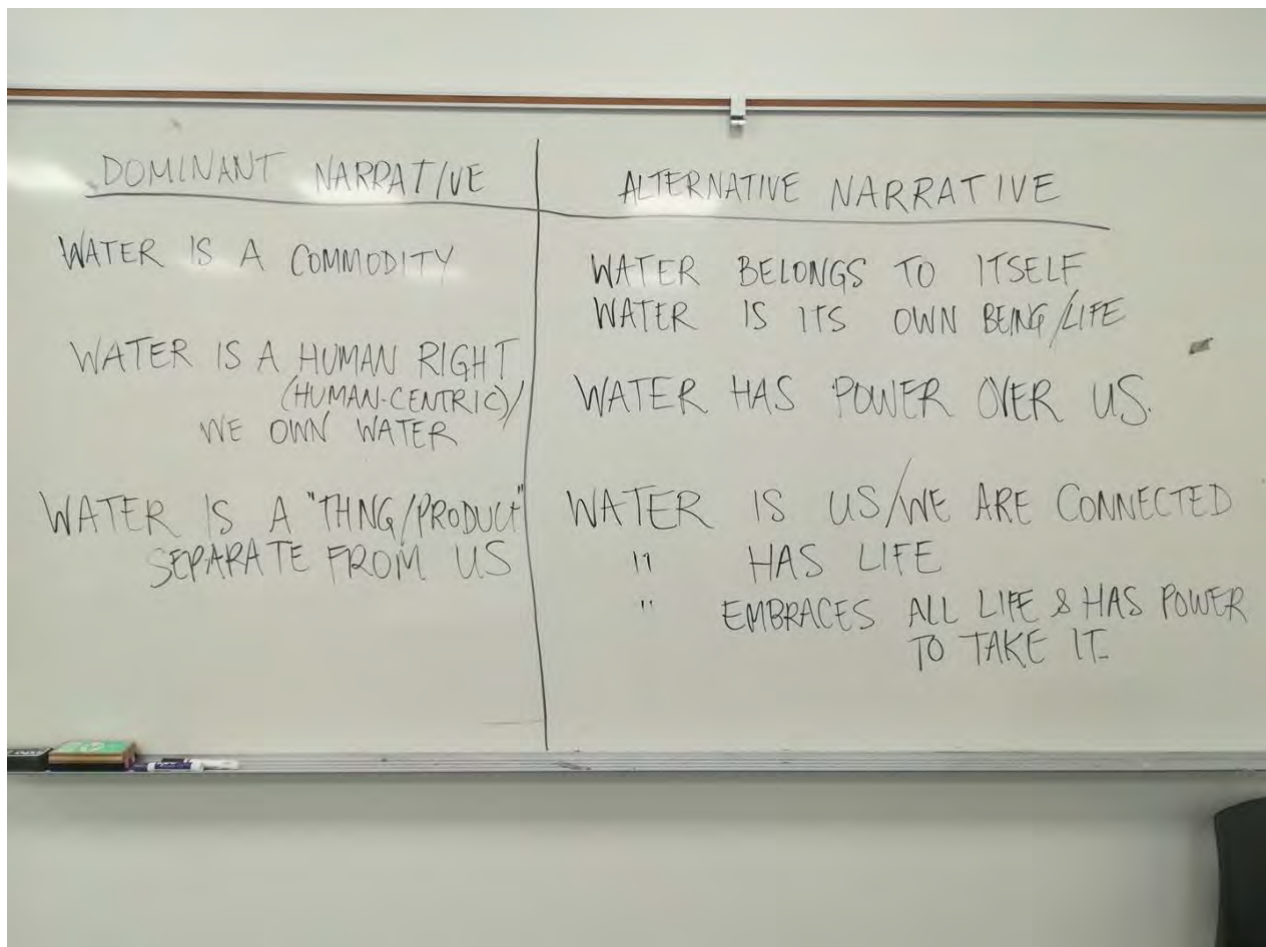 DOMINANT NARRATIVE
WATER IS A COMMODITY
WATER IS A HUMAN RIGHT
(HUMAN-CENTRIC)/
WE OWN WATER
WATER IS A "THNG/PRODUCT"
SEPARATE FROM US
ALTERNATIVE NARRATIVE
WATER BELONGS TO ITSELF
WATER IS ITS OWN BEING/LIFE
WATER HAS POWER OVER US.
WATER IS US/WE ARE CONNECTED
" HAS LIFE
" EMBRACES ALL LIFE & HAS POWER
TO TAKE IT.